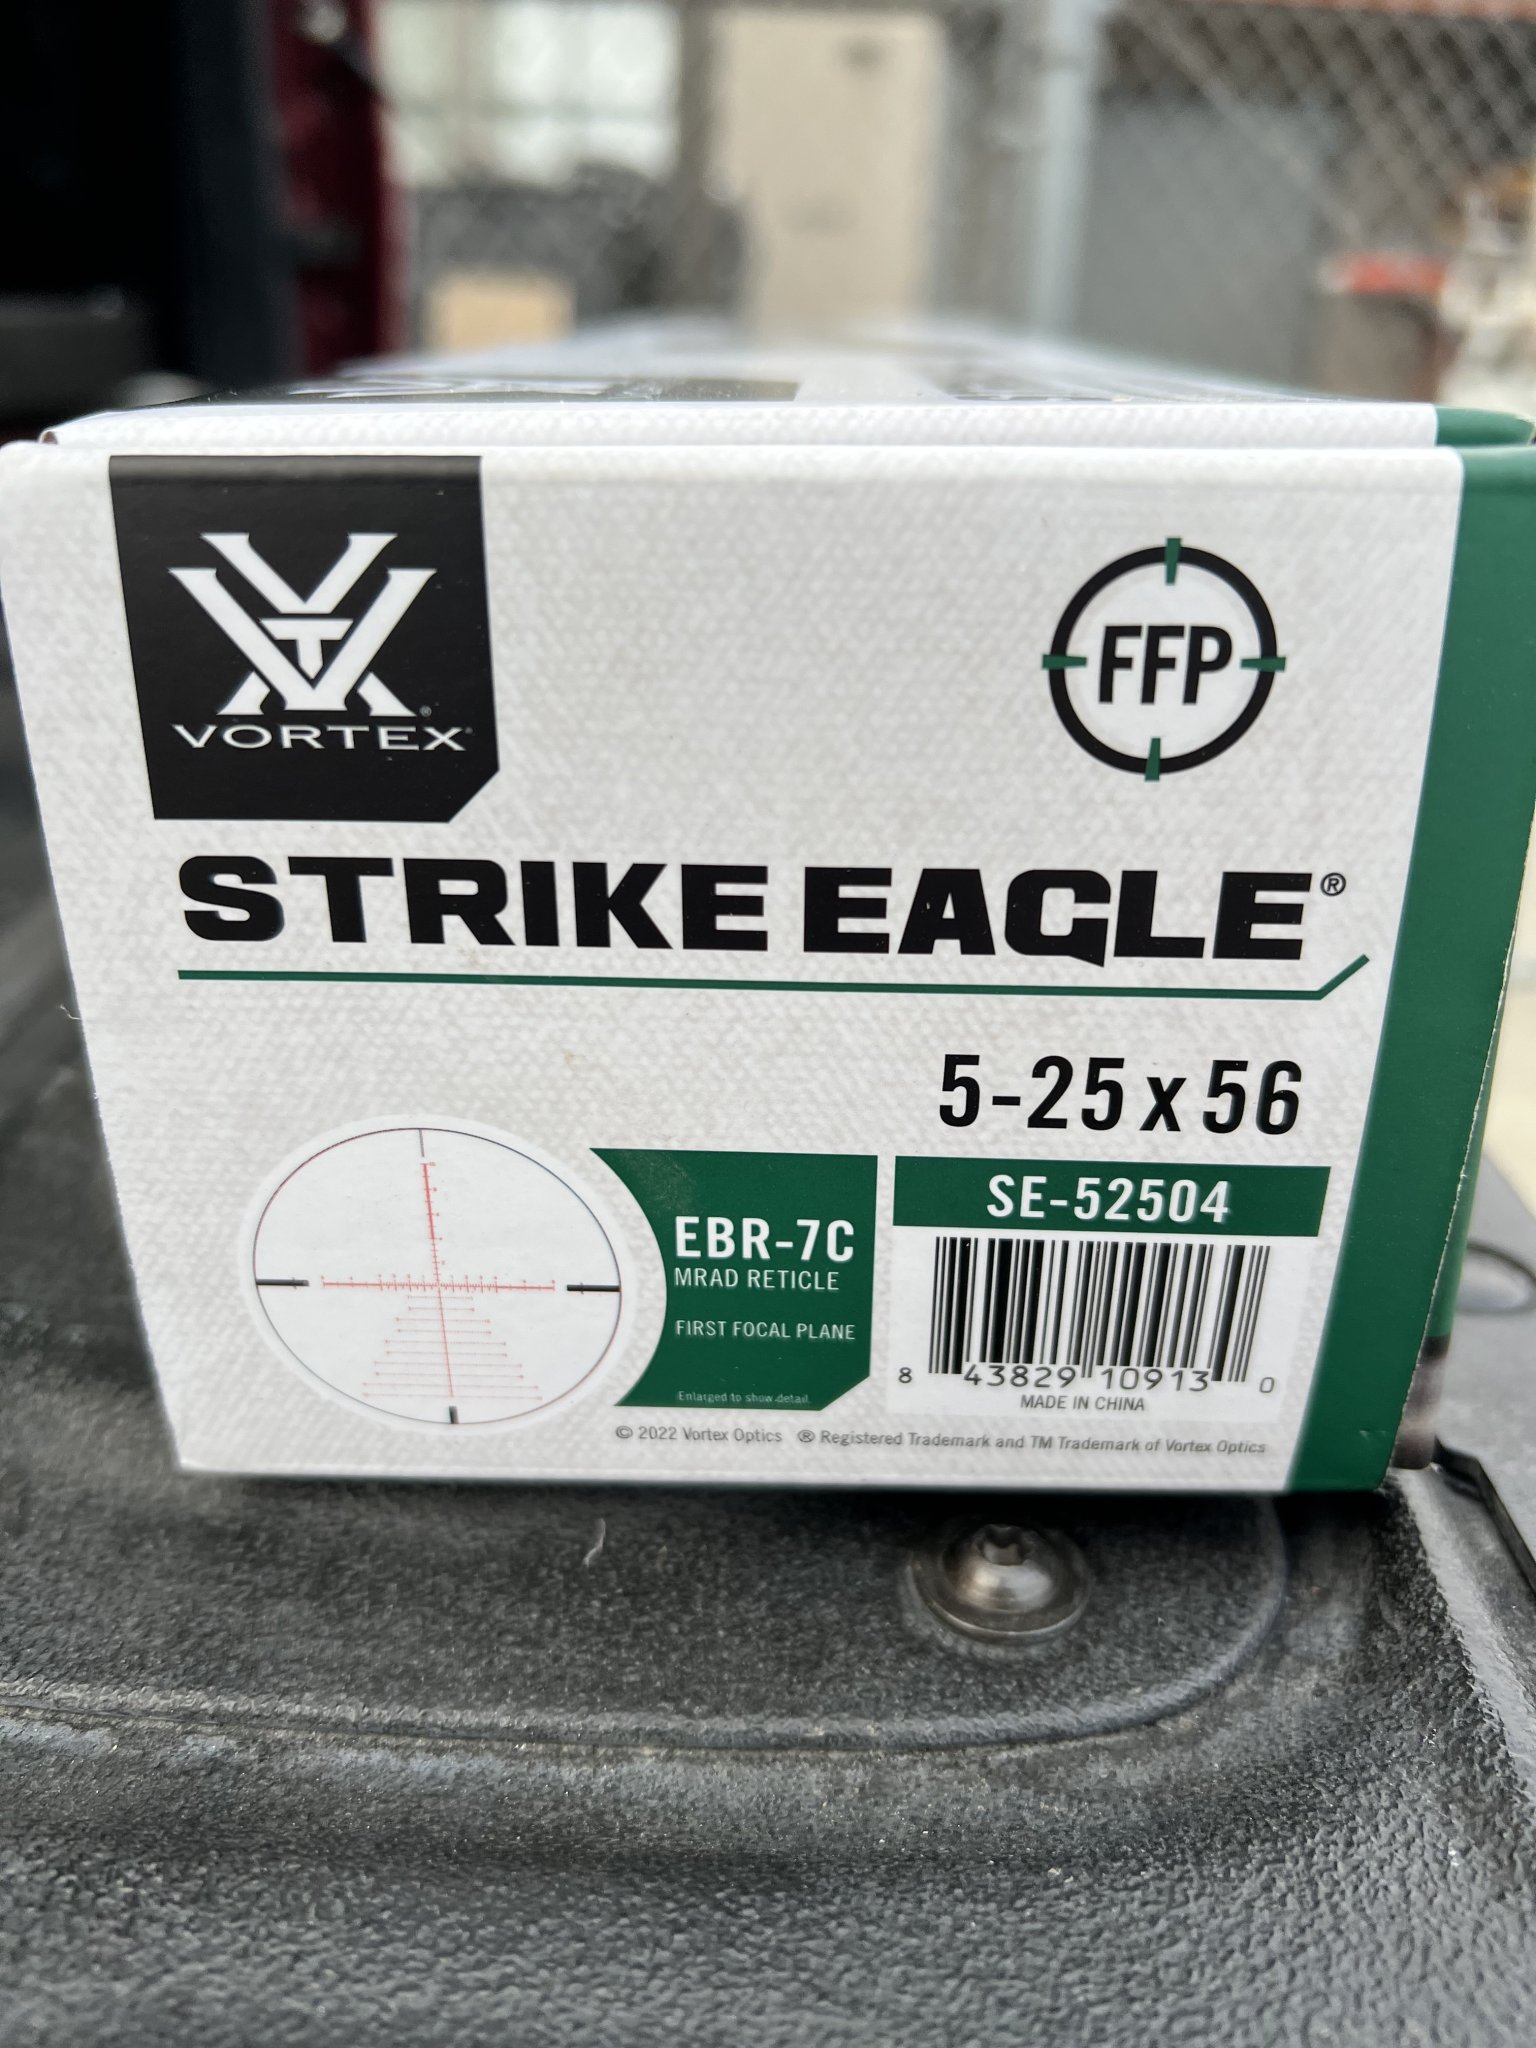 VORTEX®
FFP
STRIKE EAGLE®
5-25 x 56
EBR-7C
MRAD RETICLE
FIRST FOCAL PLANE
Enlarged to show detail.
SE-52504
8 43829 10913 0
MADE IN CHINA
© 2022 Vortex Optics ® Registered Trademark and TM Trademark of Vortex Optics